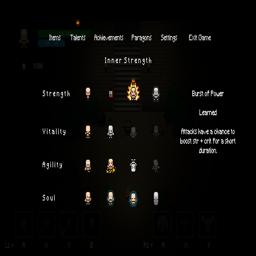 Items Talents Achievements Paragons Settings Exit Game
Inner Strength
Strength
Burst of Power
Learned
Vitality
Attacks have a chance to
boost str + crit for a short
duration.
Agility
Soul